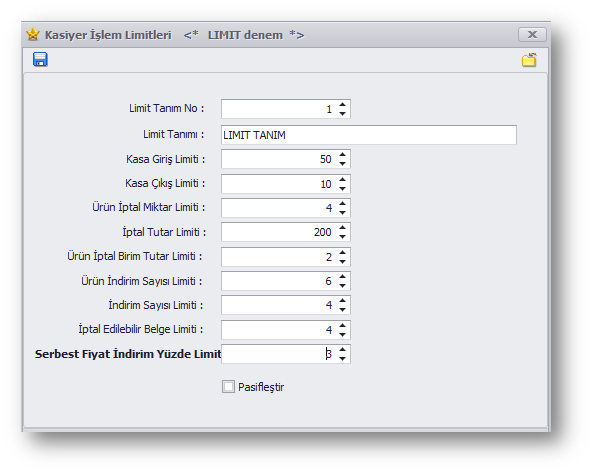 Kasiyer İşlem Limitleri <* LIMIT denem *>
Limit Tanım No : 1
Limit Tanımı : LIMIT TANIM
Kasa Giriş Limiti : 50
Kasa Çıkış Limiti : 10
Ürün İptal Miktar Limiti : 4
İptal Tutar Limiti : 200
Ürün İptal Birim Tutar Limiti : 2
Ürün İndirim Sayısı Limiti : 6
İndirim Sayısı Limiti : 4
İptal Edilebilir Belge Limiti : 4
Serbest Fiyat İndirim Yüzde Limit 3
Pasifleştir